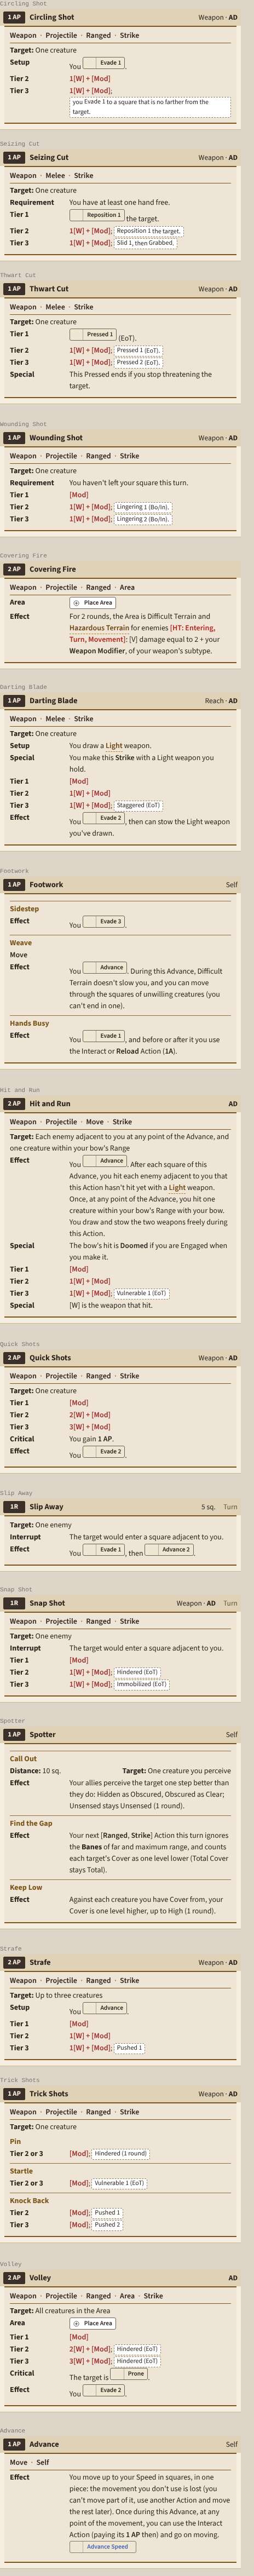 Circling Shot
1 AP Circling Shot Weapon · AD
Weapon · Projectile · Ranged · Strike
Target: One creature
Setup You Evade 1.
Tier 2 1[W] + [Mod]
Tier 3 1[W] + [Mod];
you Evade 1 to a square that is no farther from the
target.
Seizing Cut
1 AP Seizing Cut Weapon · AD
Weapon · Melee · Strike
Target: One creature
Requirement You have at least one hand free.
Tier 1 Reposition 1 the target.
Tier 2 1[W] + [Mod]; Reposition 1 the target.
Tier 3 1[W] + [Mod]; Slid 1, then Grabbed.
Thwart Cut
1 AP Thwart Cut Weapon · AD
Weapon · Melee · Strike
Target: One creature
Tier 1 Pressed 1 (EoT).
Tier 2 1[W] + [Mod]; Pressed 1 (EoT).
Tier 3 1[W] + [Mod]; Pressed 2 (EoT).
Special This Pressed ends if you stop threatening the
target.
Wounding Shot
1 AP Wounding Shot Weapon · AD
Weapon · Projectile · Ranged · Strike
Target: One creature
Requirement You haven't left your square this turn.
Tier 1 [Mod]
Tier 2 1[W] + [Mod]; Lingering 1 (Bo/In).
Tier 3 1[W] + [Mod]; Lingering 2 (Bo/In).
Covering Fire
2 AP Covering Fire Weapon · AD
Weapon · Projectile · Ranged · Area
Area Place Area
Effect For 2 rounds, the Area is Difficult Terrain and
Hazardous Terrain for enemies [HT: Entering,
Turn, Movement]: [V] damage equal to 2 + your
Weapon Modifier, of your weapon's subtype.
Darting Blade
1 AP Darting Blade Reach · AD
Weapon · Melee · Strike
Target: One creature
Setup You draw a Light weapon.
Special You make this Strike with a Light weapon you
hold.
Tier 1 [Mod]
Tier 2 1[W] + [Mod]
Tier 3 1[W] + [Mod]; Staggered (EoT)
Effect You Evade 2, then can stow the Light weapon
you've drawn.
Footwork
1 AP Footwork Self
Sidestep
Effect You Evade 3.
Weave
Move
Effect You Advance. During this Advance, Difficult
Terrain doesn't slow you, and you can move
through the squares of unwilling creatures (you
can't end in one).
Hands Busy
Effect You Evade 1, and before or after it you use
the Interact or Reload Action (1A).
Hit and Run
2 AP Hit and Run AD
Weapon · Projectile · Move · Strike
Target: Each enemy adjacent to you at any point of the Advance, and
one creature within your bow's Range
Effect You Advance. After each square of this
Advance, you hit each enemy adjacent to you that
this Action hasn't hit yet with a Light weapon.
Once, at any point of the Advance, you hit one
creature within your bow's Range with your bow.
You draw and stow the two weapons freely during
this Action.
Special The bow's hit is Doomed if you are Engaged when
you make it.
Tier 1 [Mod]
Tier 2 1[W] + [Mod]
Tier 3 1[W] + [Mod]; Vulnerable 1 (EoT)
Special [W] is the weapon that hit.
Quick Shots
2 AP Quick Shots Weapon · AD
Weapon · Projectile · Ranged · Strike
Target: One creature
Tier 1 [Mod]
Tier 2 2[W] + [Mod]
Tier 3 3[W] + [Mod]
Critical You gain 1 AP.
Effect You Evade 2.
Slip Away
1R Slip Away 5 sq. Turn
Target: One enemy
Interrupt The target would enter a square adjacent to you.
Effect You Evade 1, then Advance 2.
Snap Shot
1R Snap Shot Weapon · AD Turn
Weapon · Projectile · Ranged · Strike
Target: One enemy
Interrupt The target would enter a square adjacent to you.
Tier 1 [Mod]
Tier 2 1[W] + [Mod]; Hindered (EoT)
Tier 3 1[W] + [Mod]; Immobilized (EoT)
Spotter
1 AP Spotter Self
Call Out
Distance: 10 sq. Target: One creature you perceive
Effect Your allies perceive the target one step better than
they do: Hidden as Obscured, Obscured as Clear;
Unsensed stays Unsensed (1 round).
Find the Gap
Effect Your next [Ranged, Strike] Action this turn ignores
the Banes of far and maximum range, and counts
each target's Cover as one level lower (Total Cover
stays Total).
Keep Low
Effect Against each creature you have Cover from, your
Cover is one level higher, up to High (1 round).
Strafe
2 AP Strafe Weapon · AD
Weapon · Projectile · Ranged · Strike
Target: Up to three creatures
Setup You Advance.
Tier 1 [Mod]
Tier 2 1[W] + [Mod]
Tier 3 1[W] + [Mod]; Pushed 1
Trick Shots
1 AP Trick Shots Weapon · AD
Weapon · Projectile · Ranged · Strike
Target: One creature
Pin
Tier 2 or 3 [Mod]; Hindered (1 round)
Startle
Tier 2 or 3 [Mod]; Vulnerable 1 (EoT)
Knock Back
Tier 2 [Mod]; Pushed 1
Tier 3 [Mod]; Pushed 2
Volley
2 AP Volley AD
Weapon · Projectile · Ranged · Area · Strike
Target: All creatures in the Area
Area Place Area
Tier 1 [Mod]
Tier 2 2[W] + [Mod]; Hindered (EoT)
Tier 3 3[W] + [Mod]; Hindered (EoT)
Critical The target is Prone.
Effect You Evade 2.
Advance
1 AP Advance Self
Move · Self
Effect You move up to your Speed in squares, in one
piece: the movement you don't use is lost (you
can't move part of it, use another Action and move
the rest later). Once during this Advance, at any
point of the movement, you can use the Interact
Action (paying its 1 AP then) and go on moving.
Advance Speed